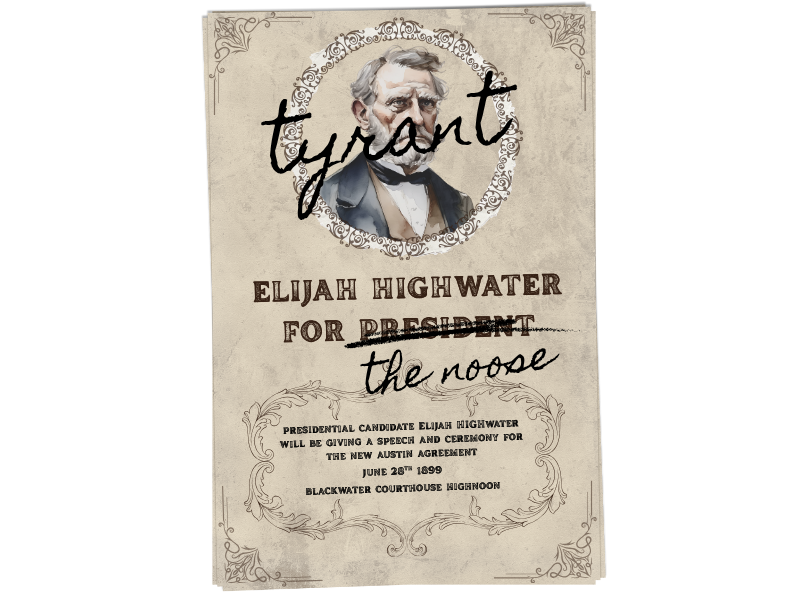 tyrant
ELIJAH HIGHWATER
FOR PRESIDENT
the noose
PRESIDENTIAL CANDIDATE ELIJAH HIGHWATER
WILL BE GIVING A SPEECH AND CEREMONY FOR
THE NEW AUSTIN AGREEMENT
JUNE 28TH 1899
BLACKWATER COURTHOUSE HIGHNOON